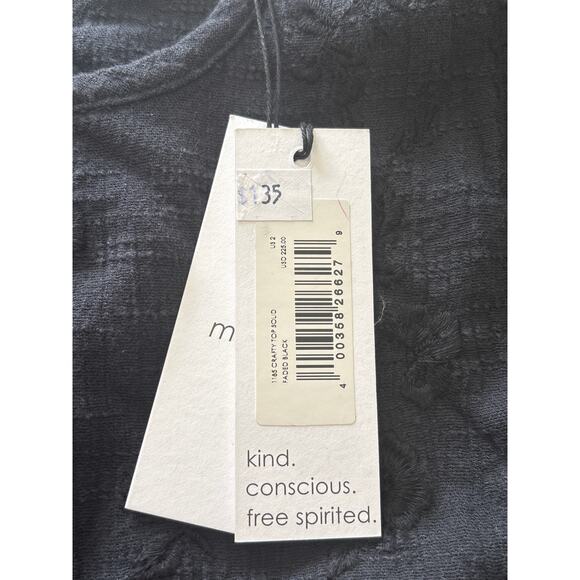 $135
US 2
USD 225.00
1165 CRAFTY TOP SOLID
FADED BLACK
4 00358 26627 9
m
kind.
conscious.
free spirited.